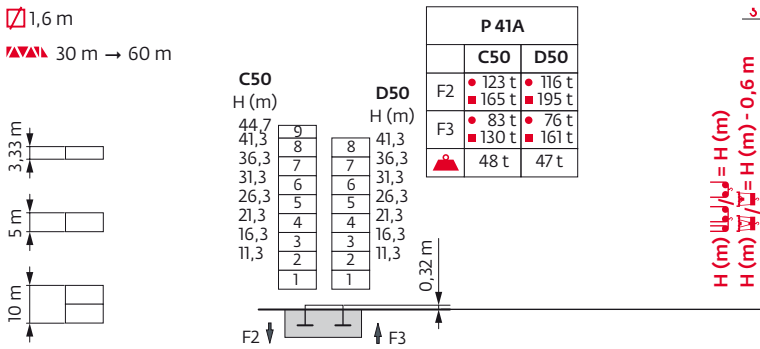 1,6 m
30 m → 60 m
3,33 m
5 m
10 m
C50
H (m)
44,7
41,3
36,3
31,3
26,3
21,3
16,3
11,3
9
8
7
6
5
4
3
2
1
D50
H (m)
41,3
36,3
31,3
26,3
21,3
16,3
11,3
8
7
6
5
4
3
2
1
0,32 m
F2
F3
P 41A
C50 D50
F2 ● 123 t ● 116 t
■ 165 t ■ 195 t
F3 ● 83 t ● 76 t
■ 130 t ■ 161 t
48 t 47 t
H (m) / = H (m)
H (m) / = H (m) - 0,6 m